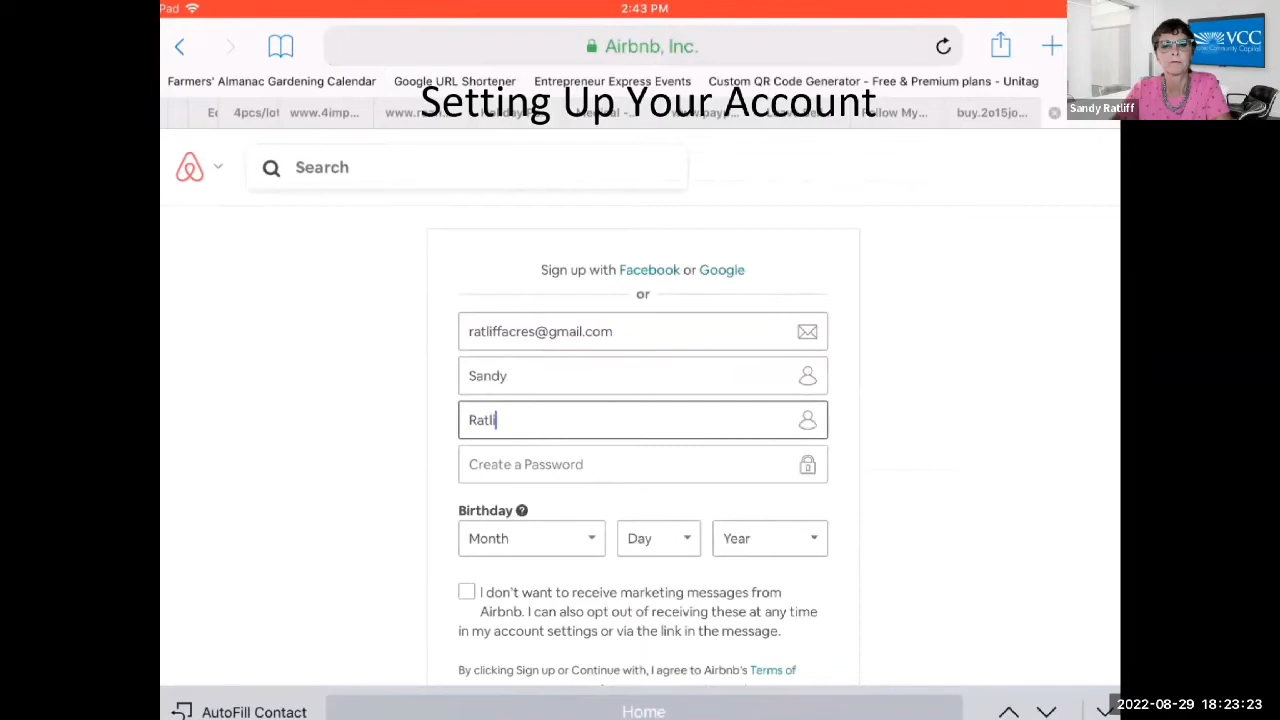 Pad
2:43 PM
Airbnb, Inc.
VCC
Community Capital
Farmers' Almanac Gardening Calendar
Google URL Shortener
Entrepreneur Express Events
Custom QR Code Generator - Free & Premium plans - Unitag
Sandy Ratliff
Setting Up Your Account
4pcs/lot
www.4imp...
Follow My...
buy.2o15jo...
Search
Sign up with Facebook or Google
or
ratliffacres@gmail.com
Sandy
Ratli
Create a Password
Birthday ?
Month
Day
Year
I don't want to receive marketing messages from
Airbnb. I can also opt out of receiving these at any time
in my account settings or via the link in the message.
By clicking Sign up or Continue with, I agree to Airbnb's Terms of
AutoFill Contact
Home
2022-08-29 18:23:23